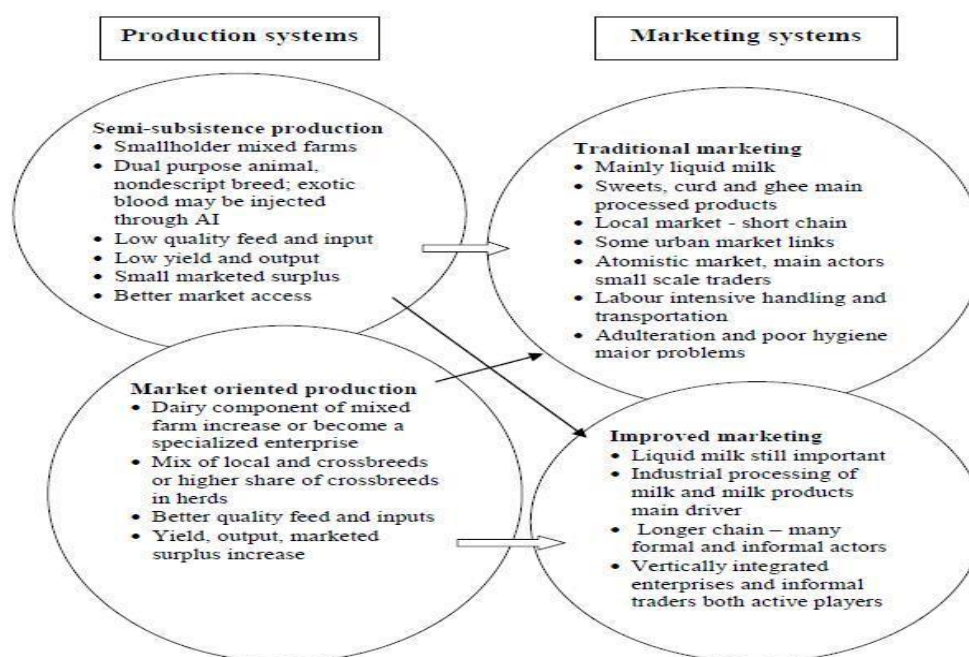 Production systems
Marketing systems
Semi-subsistence production
• Smallholder mixed farms
• Dual purpose animal,
nondescript breed; exotic
blood may be injected
through AI
• Low quality feed and input
• Low yield and output
• Small marketed surplus
• Better market access
Traditional marketing
• Mainly liquid milk
• Sweets, curd and ghee main
processed products
• Local market - short chain
• Some urban market links
• Atomistic market, main actors
small scale traders
• Labour intensive handling and
transportation
• Adulteration and poor hygiene
major problems
Market oriented production
• Dairy component of mixed
farm increase or become a
specialized enterprise
• Mix of local and crossbreeds
or higher share of crossbreeds
in herds
• Better quality feed and inputs
• Yield, output, marketed
surplus increase
Improved marketing
• Liquid milk still important
• Industrial processing of
milk and milk products
main driver
• Longer chain – many
formal and informal actors
• Vertically integrated
enterprises and informal
traders both active players